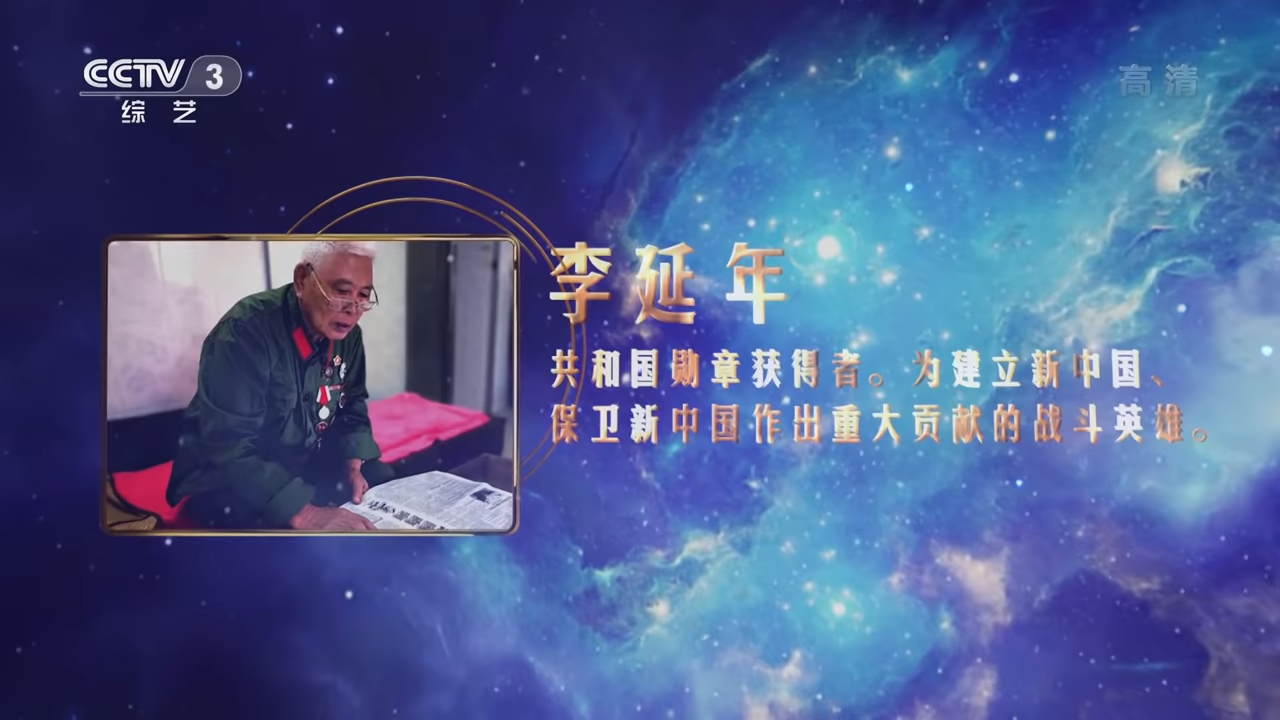 CCTV 3
综艺
高清
李延年
共和国勋章获得者。为建立新中国、
保卫新中国作出重大贡献的战斗英雄。